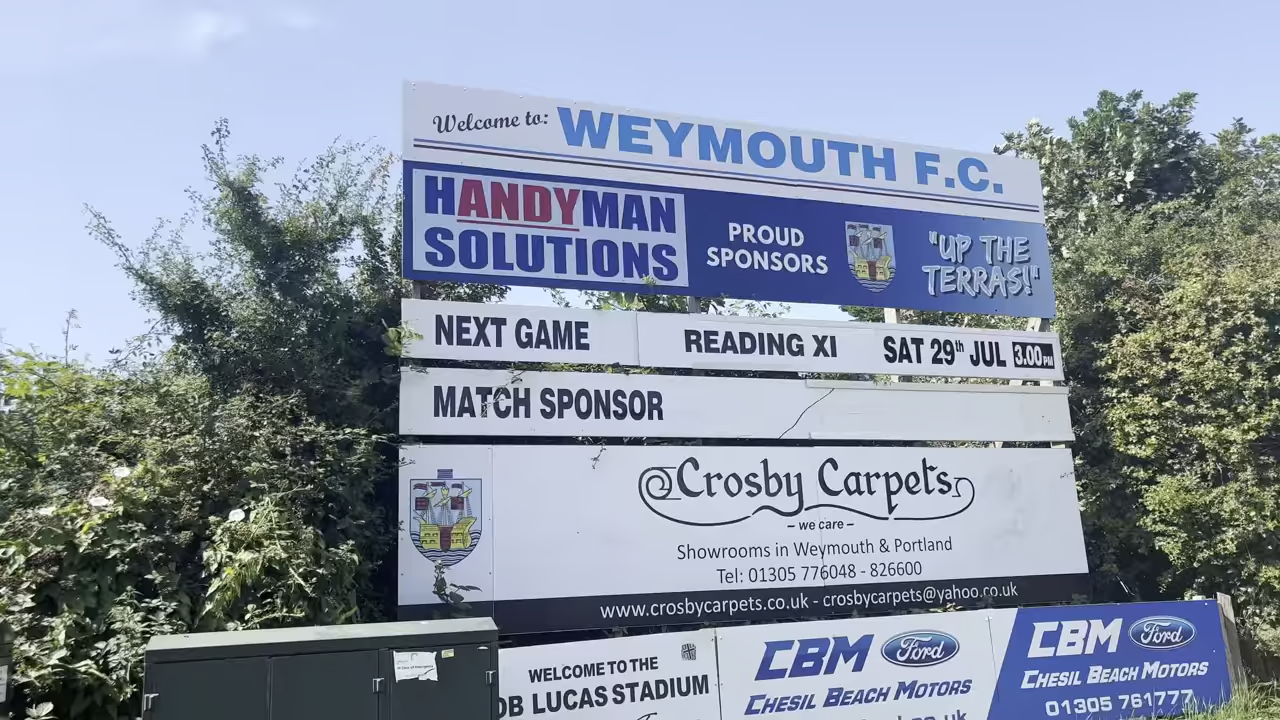 Welcome to: WEYMOUTH F.C.
HANDYMAN
SOLUTIONS
PROUD
SPONSORS
"UP THE
TERRAS!"
NEXT GAME READING XI SAT 29th JUL 3.00PM
MATCH SPONSOR
Crosby Carpets
- we care -
Showrooms in Weymouth & Portland
Tel: 01305 776048 - 826600
www.crosbycarpets.co.uk - crosbycarpets@yahoo.co.uk
WELCOME TO THE
OB LUCAS STADIUM
CBM Ford
CHESIL BEACH MOTORS
CBM Ford
CHESIL BEACH MOTORS
01305 761777